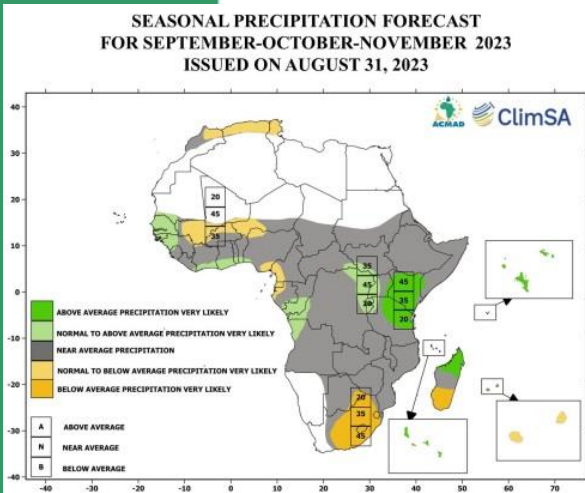 SEASONAL PRECIPITATION FORECAST
FOR SEPTEMBER-OCTOBER-NOVEMBER 2023
ISSUED ON AUGUST 31, 2023
ACMAD ClimSA
40
30
20
10
0
-10
-20
-30
-40
20
45
35
35
45
20
45
35
20
20
35
45
ABOVE AVERAGE PRECIPITATION VERY LIKELY
NORMAL TO ABOVE AVERAGE PRECIPITATION VERY LIKELY
NEAR AVERAGE PRECIPITATION
NORMAL TO BELOW AVERAGE PRECIPITATION VERY LIKELY
BELOW AVERAGE PRECIPITATION VERY LIKELY
A ABOVE AVERAGE
N NEAR AVERAGE
B BELOW AVERAGE
-40 -30 -20 -10 0 10 20 30 40 50 60 70